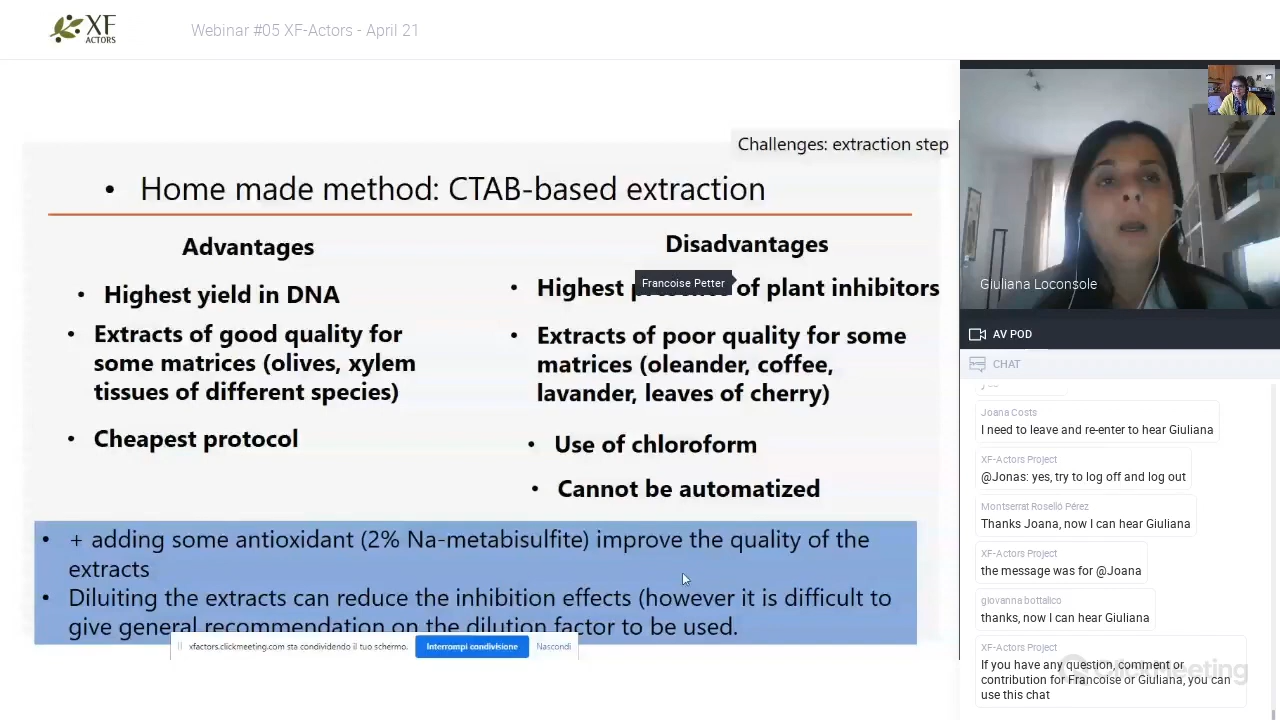 XF
ACTORS
Webinar #05 XF-Actors - April 21
Challenges: extraction step
• Home made method: CTAB-based extraction
Advantages
• Highest yield in DNA
• Extracts of good quality for
some matrices (olives, xylem
tissues of different species)
• Cheapest protocol
Disadvantages
• Highest of plant inhibitors
Francoise Petter
• Extracts of poor quality for some
matrices (oleander, coffee,
lavander, leaves of cherry)
• Use of chloroform
• Cannot be automatized
• + adding some antioxidant (2% Na-metabisulfite) improve the quality of the
extracts
• Diluiting the extracts can reduce the inhibition effects (however it is difficult to
give general recommendation on the dilution factor to be used.
xfactors.clickmeeting.com sta condividendo il tuo schermo.
Interrompi condivisione
Nascondi
Giuliana Loconsole
AV POD
CHAT
Joana Costs
I need to leave and re-enter to hear Giuliana
XF-Actors Project
@Jonas: yes, try to log off and log out
Montserrat Roselló Pérez
Thanks Joana, now I can hear Giuliana
XF-Actors Project
the message was for @Joana
giovanna bottalico
thanks, now I can hear Giuliana
XF-Actors Project
If you have any question, comment or
contribution for Francoise or Giuliana, you can
use this chat
ClickMeeting